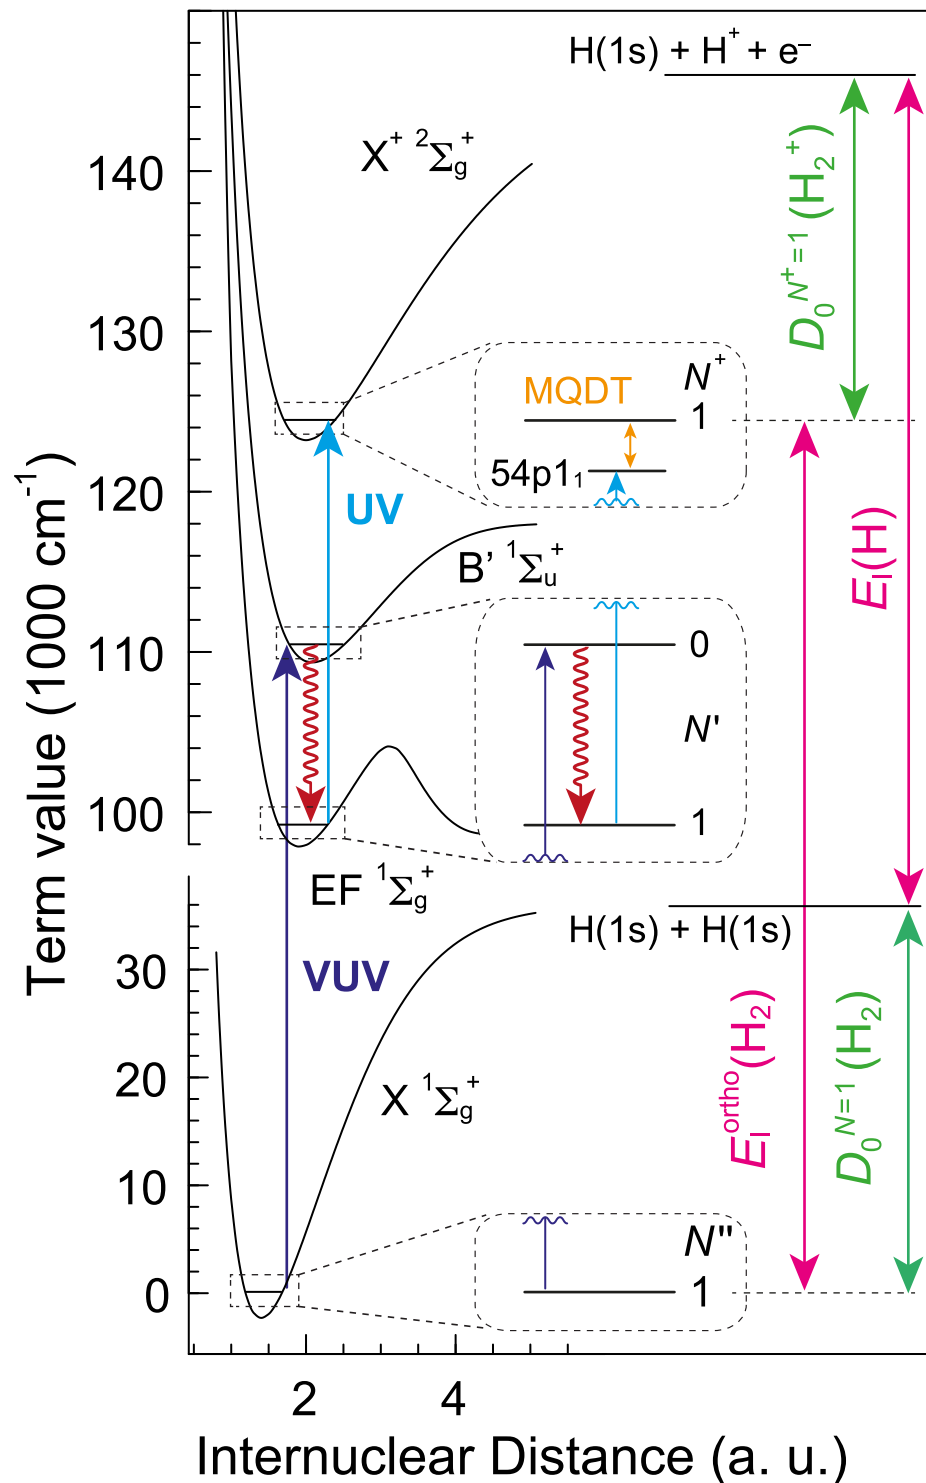 H(1s) + H⁺ + e⁻
X⁺ ²Σg⁺
140
D₀^N⁺=1(H₂⁺)
130
MQDT
N⁺
1
54p1₁
120
UV
E_I(H)
B’ ¹Σu⁺
110
0
N'
1
100
EF ¹Σg⁺
H(1s) + H(1s)
VUV
30
20
X ¹Σg⁺
E_I^ortho(H₂)
D₀^N=1(H₂)
10
N"
1
0
Term value (1000 cm⁻¹)
2
4
Internuclear Distance (a. u.)